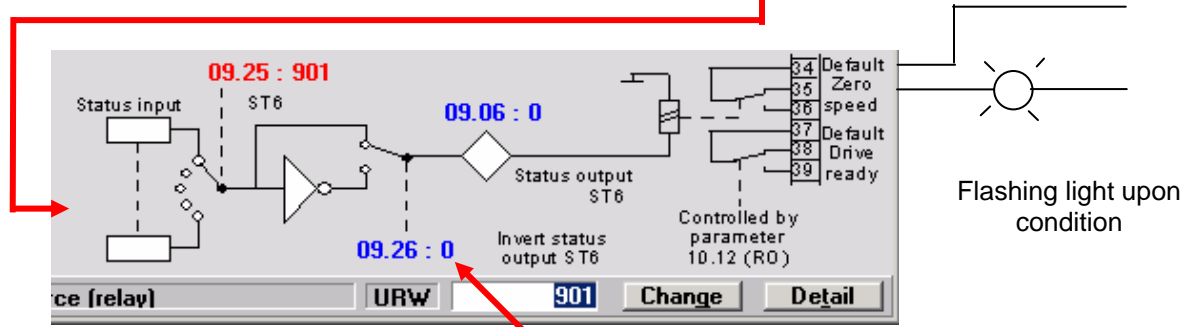 09.25 : 901
Status input
ST6
09.06 : 0
34
Default
35
Zero
36
speed
37
Default
38
Drive
39
ready
Status output
ST6
Flashing light upon
condition
Controlled by
parameter
10.12 (RO)
09.26 : 0
Invert status
output ST6
ce (relay)
URW
901
Change
Detail